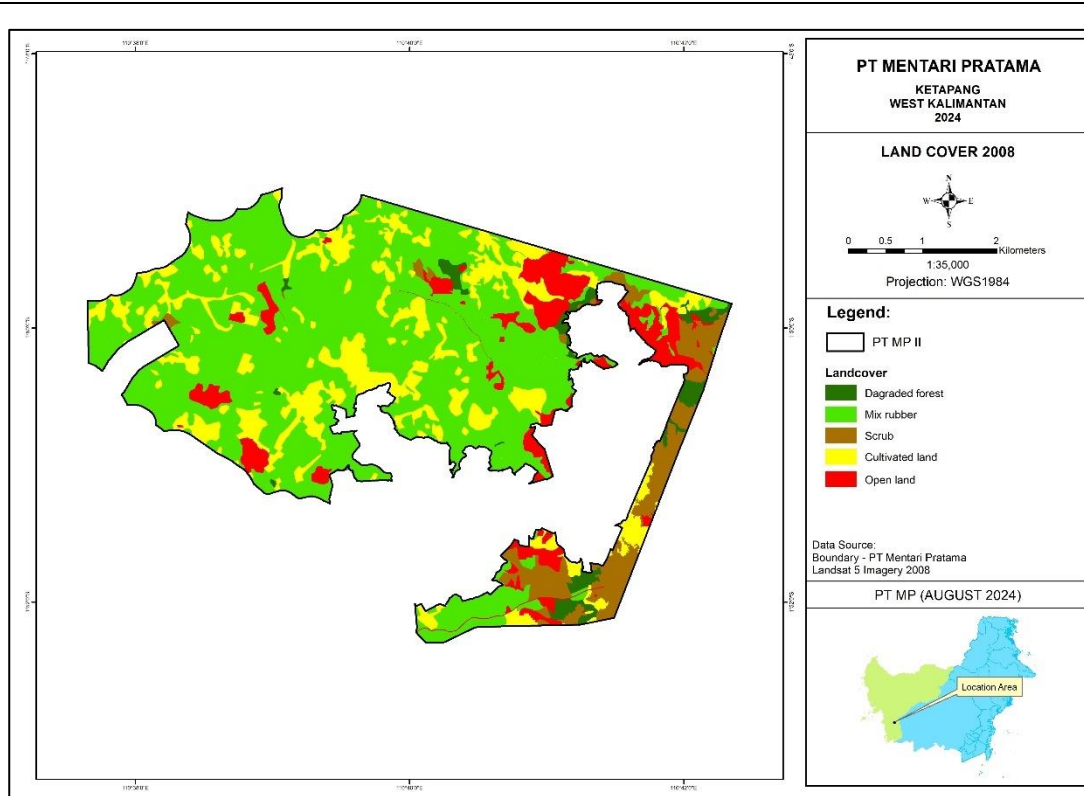 PT MENTARI PRATAMA
KETAPANG
WEST KALIMANTAN
2024
LAND COVER 2008
N
W
E
S
0 0.5 1 2
Kilometers
1:35,000
Projection: WGS1984
Legend:
PT MP II
Landcover
Dagraded forest
Mix rubber
Scrub
Cultivated land
Open land
Data Source:
Boundary - PT Mentari Pratama
Landsat 5 Imagery 2008
PT MP (AUGUST 2024)
Location Area